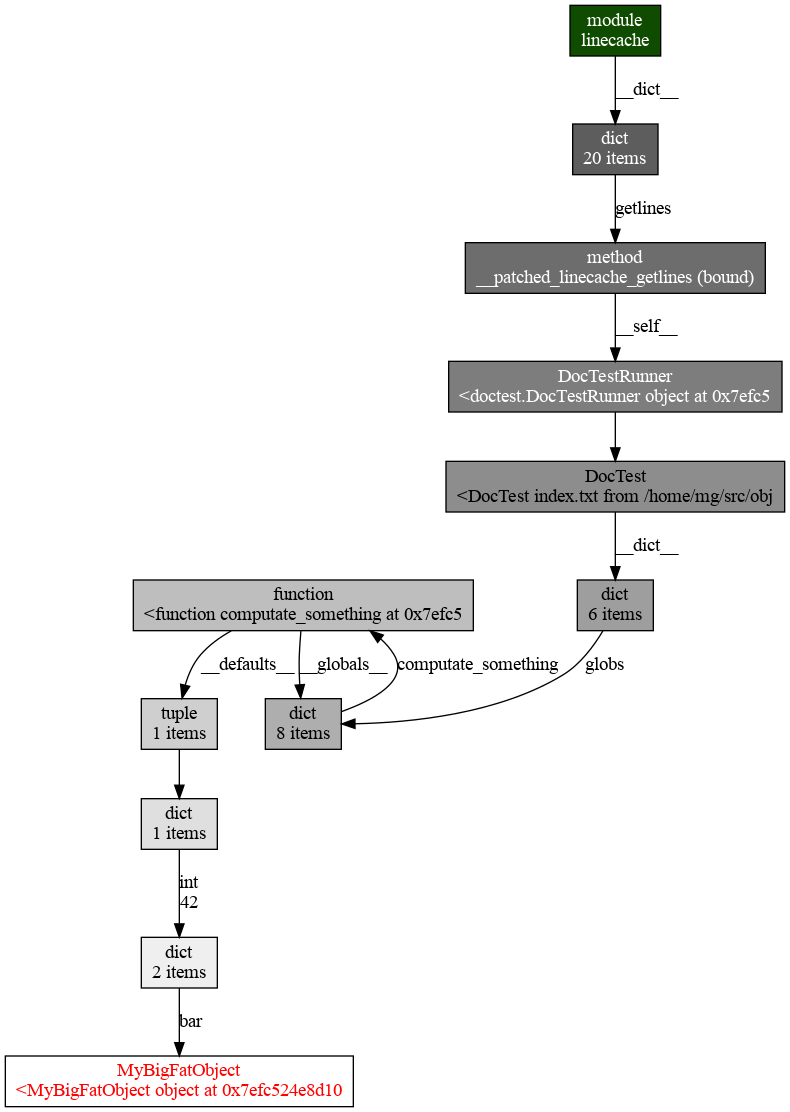 module
linecache
__dict__
dict
20 items
getlines
method
__patched_linecache_getlines (bound)
__self__
DocTestRunner
<doctest.DocTestRunner object at 0x7efc5
DocTest
<DocTest index.txt from /home/mg/src/obj
__dict__
function
<function computate_something at 0x7efc5
dict
6 items
__defaults__
__globals__
computate_something
globs
tuple
1 items
dict
8 items
dict
1 items
int
42
dict
2 items
bar
MyBigFatObject
<MyBigFatObject object at 0x7efc524e8d10